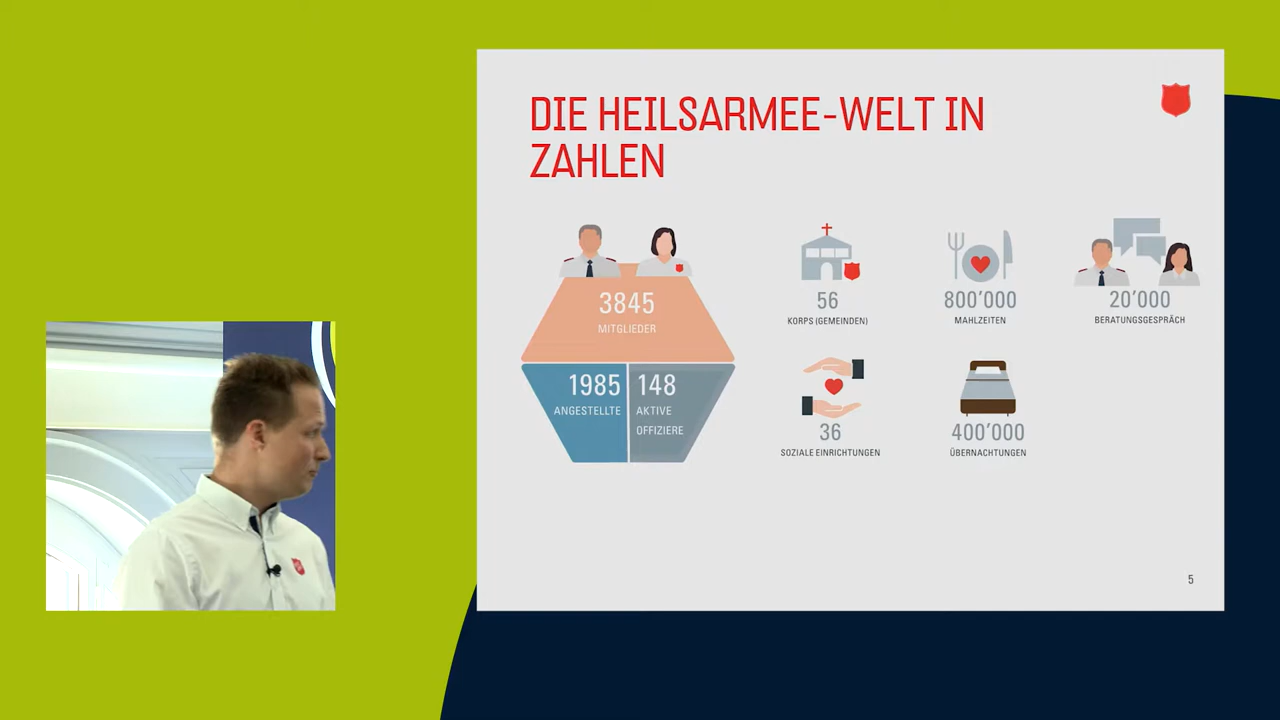 DIE HEILSARMEE-WELT IN
ZAHLEN
3845
MITGLIEDER
1985
ANGESTELLTE
148
AKTIVE
OFFIZIERE
56
KORPS (GEMEINDEN)
800’000
MAHLZEITEN
20’000
BERATUNGSGESPRÄCH
36
SOZIALE EINRICHTUNGEN
400’000
ÜBERNACHTUNGEN
5